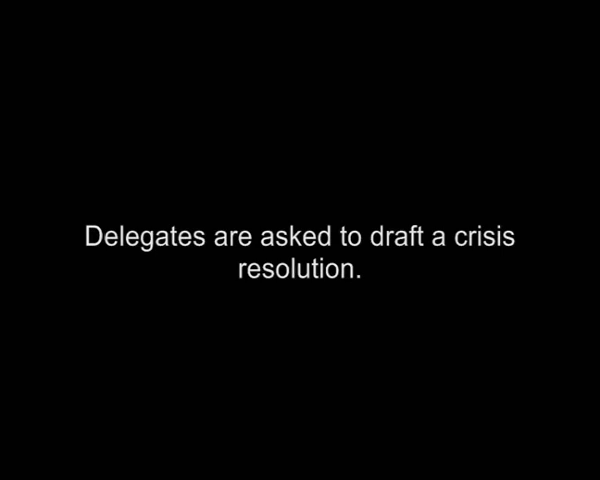 Delegates are asked to draft a crisis
resolution.